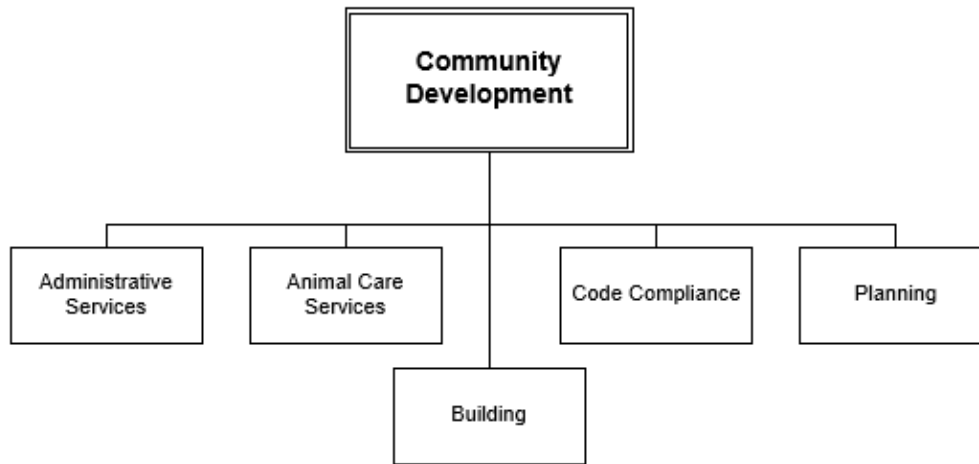 Community
Development
Administrative
Services
Animal Care
Services
Code Compliance
Planning
Building